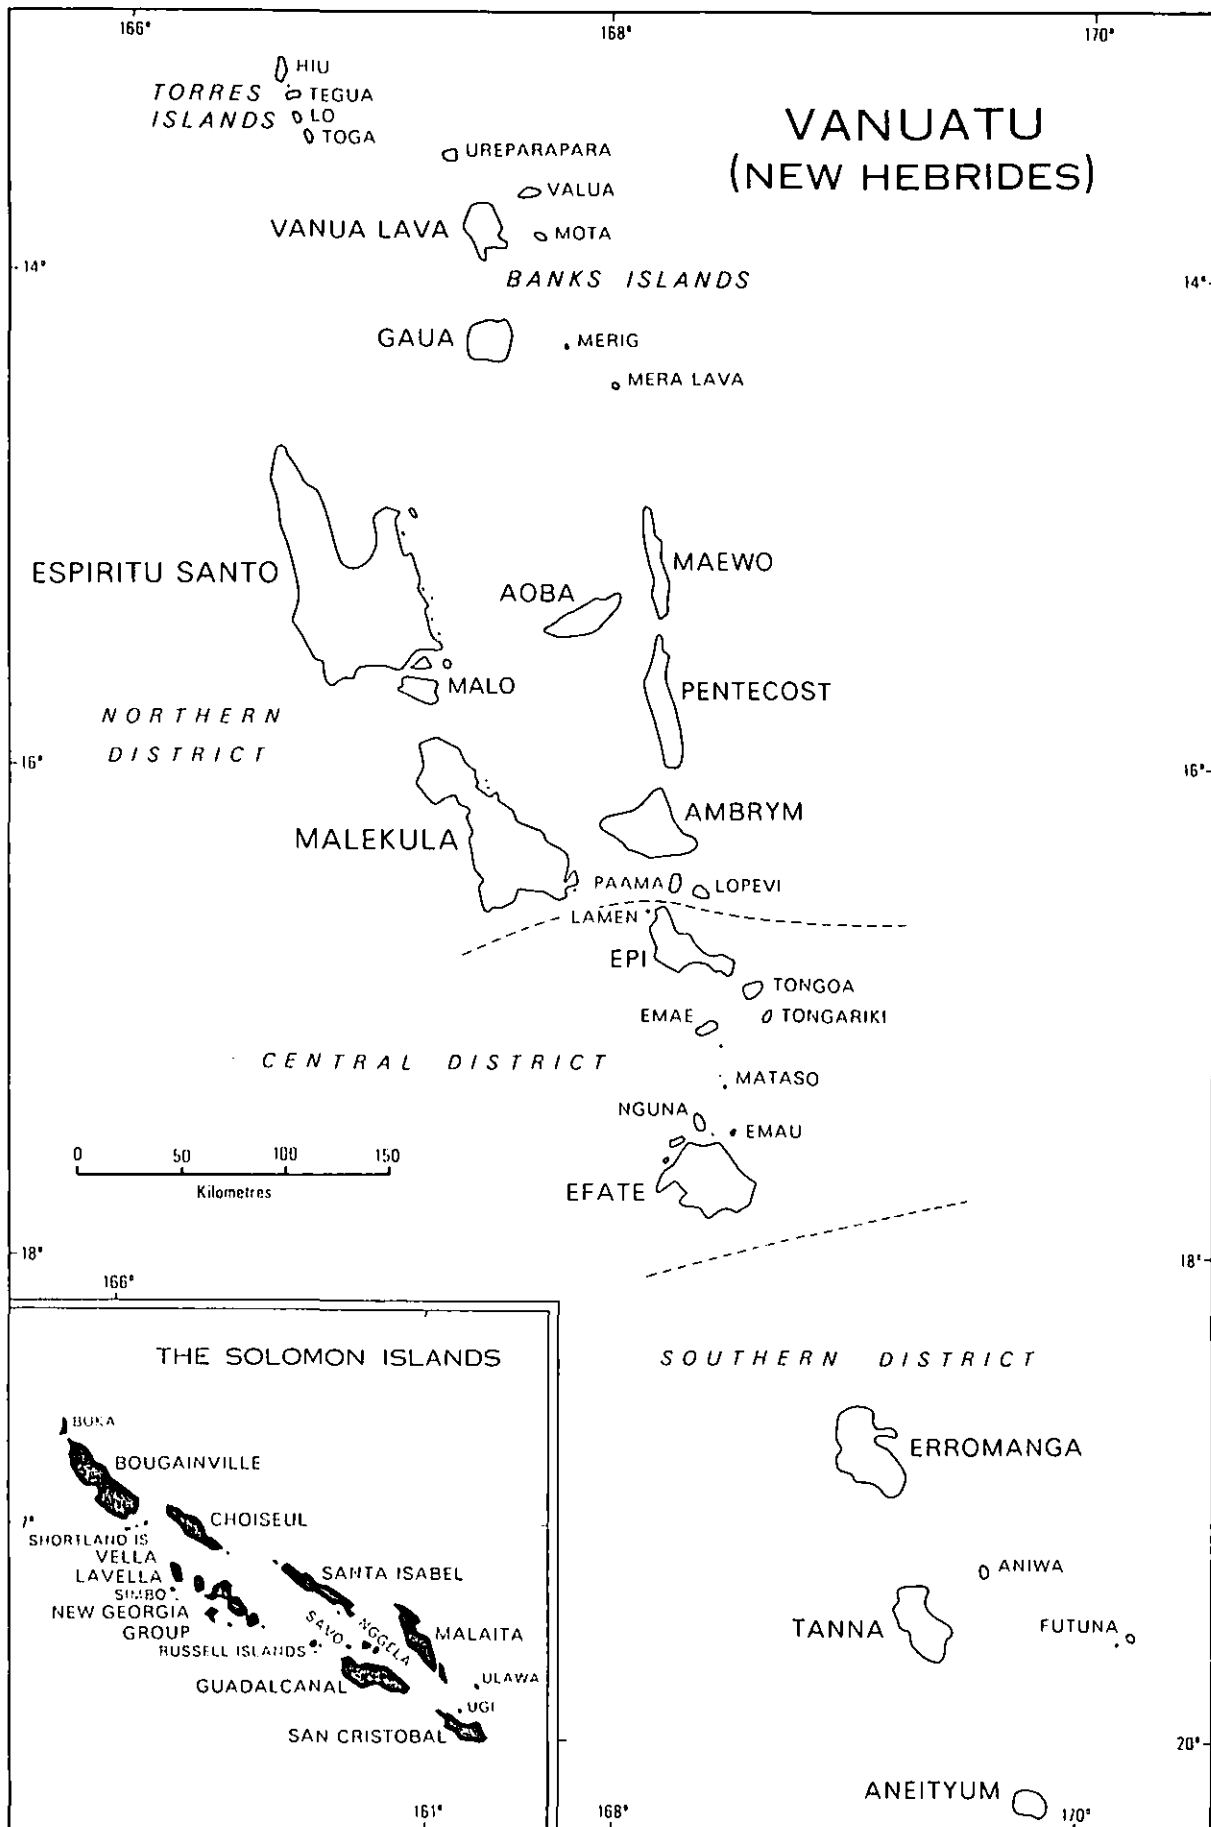 166°
168°
170°
HIU
TORRES
TEGUA
ISLANDS
LO
TOGA
VANUATU
(NEW HEBRIDES)
UREPARAPARA
VALUA
VANUA LAVA
MOTA
14°
BANKS ISLANDS
14°
GAUA
MERIG
MERA LAVA
ESPIRITU SANTO
MAEWO
AOBA
MALO
PENTECOST
NORTHERN
DISTRICT
16°
16°
AMBRYM
MALEKULA
PAAMA
LOPEVI
LAMEN
EPI
TONGOA
EMAE
TONGARIKI
CENTRAL DISTRICT
MATASO
NGUNA
EMAU
0 50 100 150
Kilometres
EFATE
18°
18°
166°
THE SOLOMON ISLANDS
BUKA
BOUGAINVILLE
CHOISEUL
7°
SHORTLAND IS
VELLA
LAVELLA
SANTA ISABEL
SIMBO
NEW GEORGIA
GROUP
SAVO
NGGELA
MALAITA
RUSSELL ISLANDS
GUADALCANAL
ULAWA
UGI
SAN CRISTOBAL
161°
SOUTHERN DISTRICT
ERROMANGA
ANIWA
TANNA
FUTUNA
20°
ANEITYUM
168°
170°